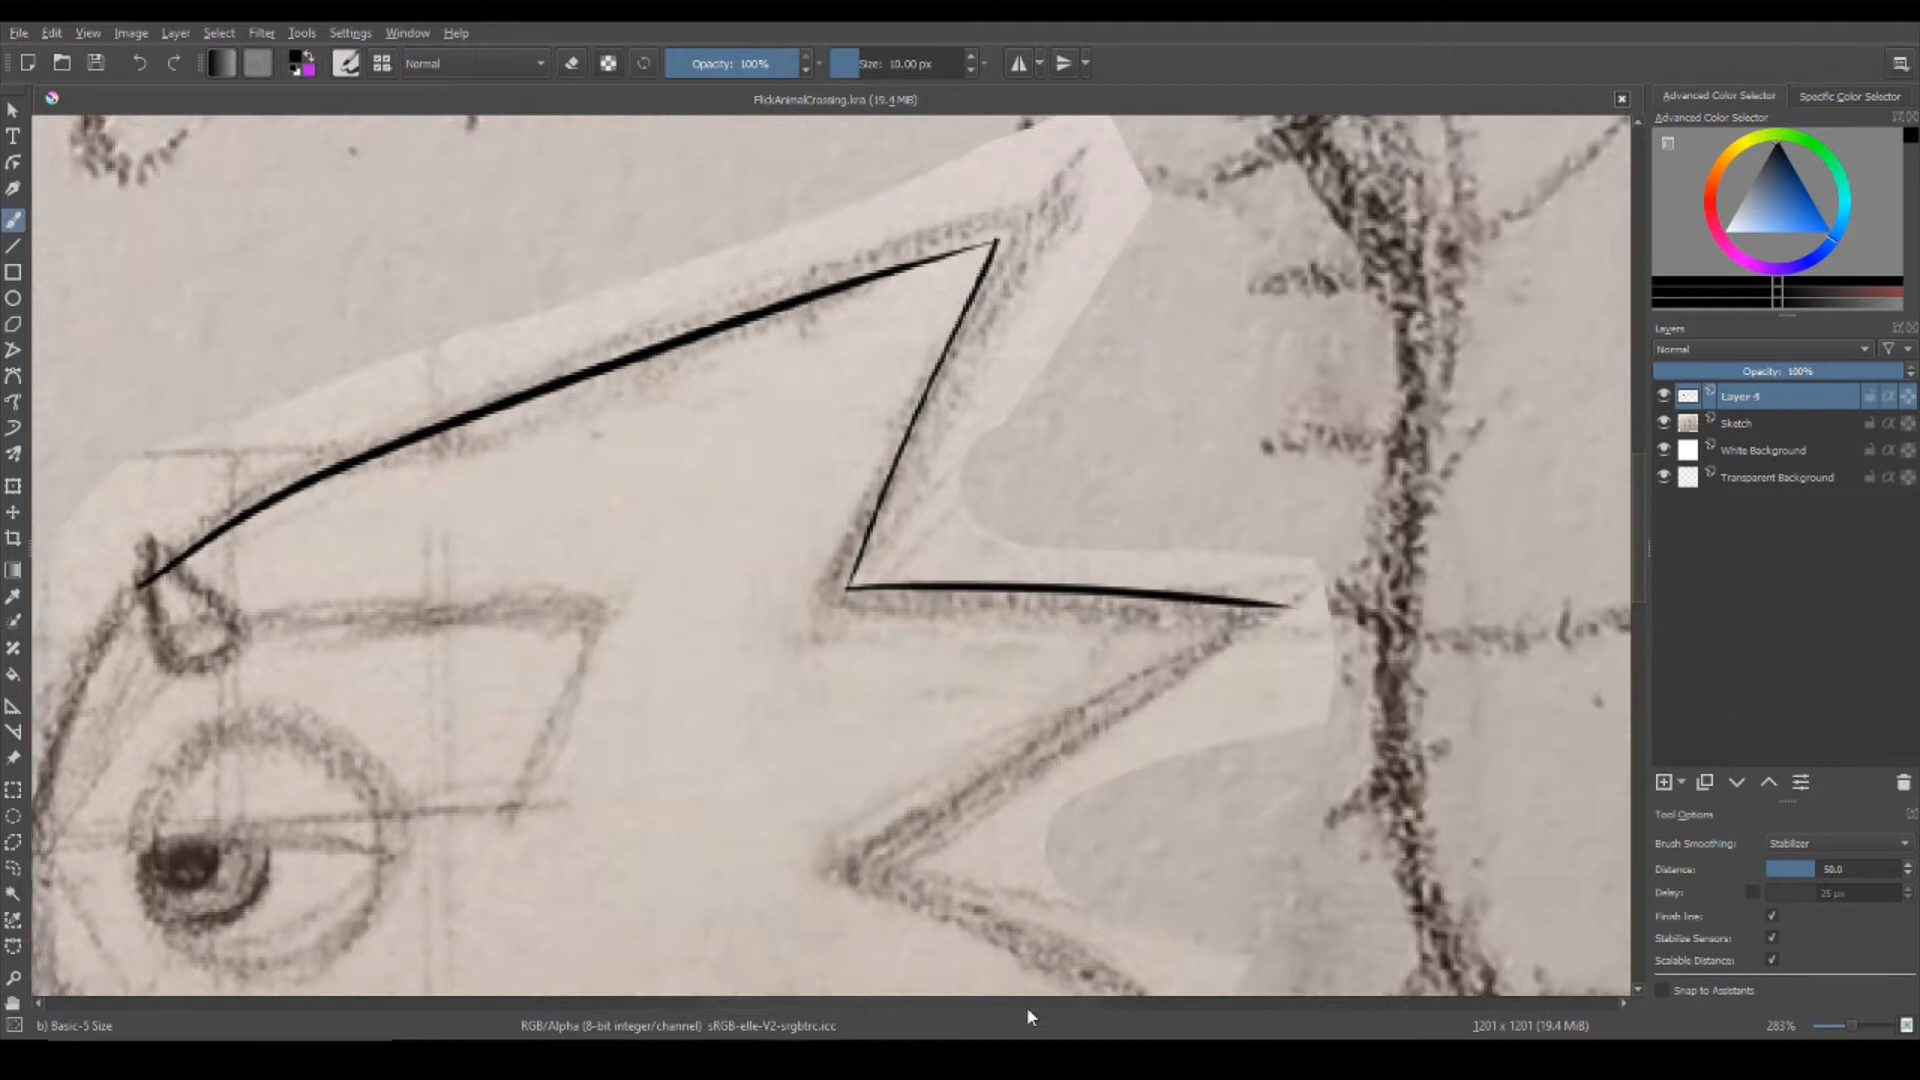 File Edit View Image Layer Select Filter Tools Settings Window Help
Normal Opacity: 100% Size: 10.00 px
FlickAnimalCrossing.kra (19.4 MiB)
Advanced Color Selector Specific Color Selector
Advanced Color Selector
Layers
Normal
Opacity: 100%
Layer 4
Sketch
White Background
Transparent Background
Tool Options
Brush Smoothing: Stabilizer
Distance: 50.0
Delay: 25 px
Finish line:
Stabilize Sensors:
Scalable Distance:
Snap to Assistants
b) Basic-5 Size RGB/Alpha (8-bit integer/channel) sRGB-elle-V2-srgbtrc.icc 1201 x 1201 (19.4 MiB) 283%